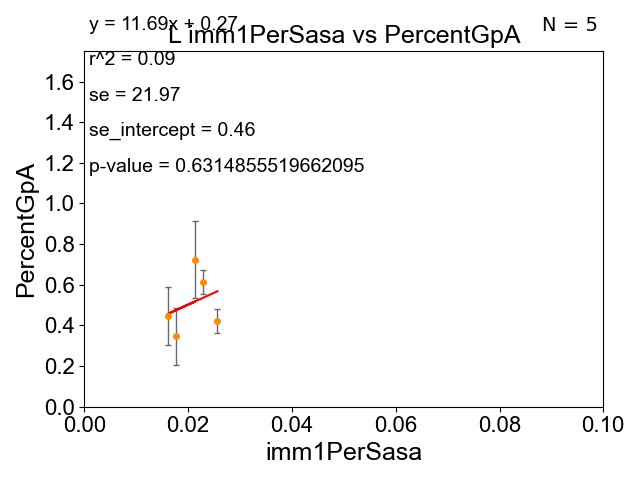 y = 11.69x + 0.27
N = 5
L imm1PerSasa vs PercentGpA
r^2 = 0.09
se = 21.97
se_intercept = 0.46
p-value = 0.6314855519662095
PercentGpA
1.6
1.4
1.2
1.0
0.8
0.6
0.4
0.2
0.0
0.00 0.02 0.04 0.06 0.08 0.10
imm1PerSasa